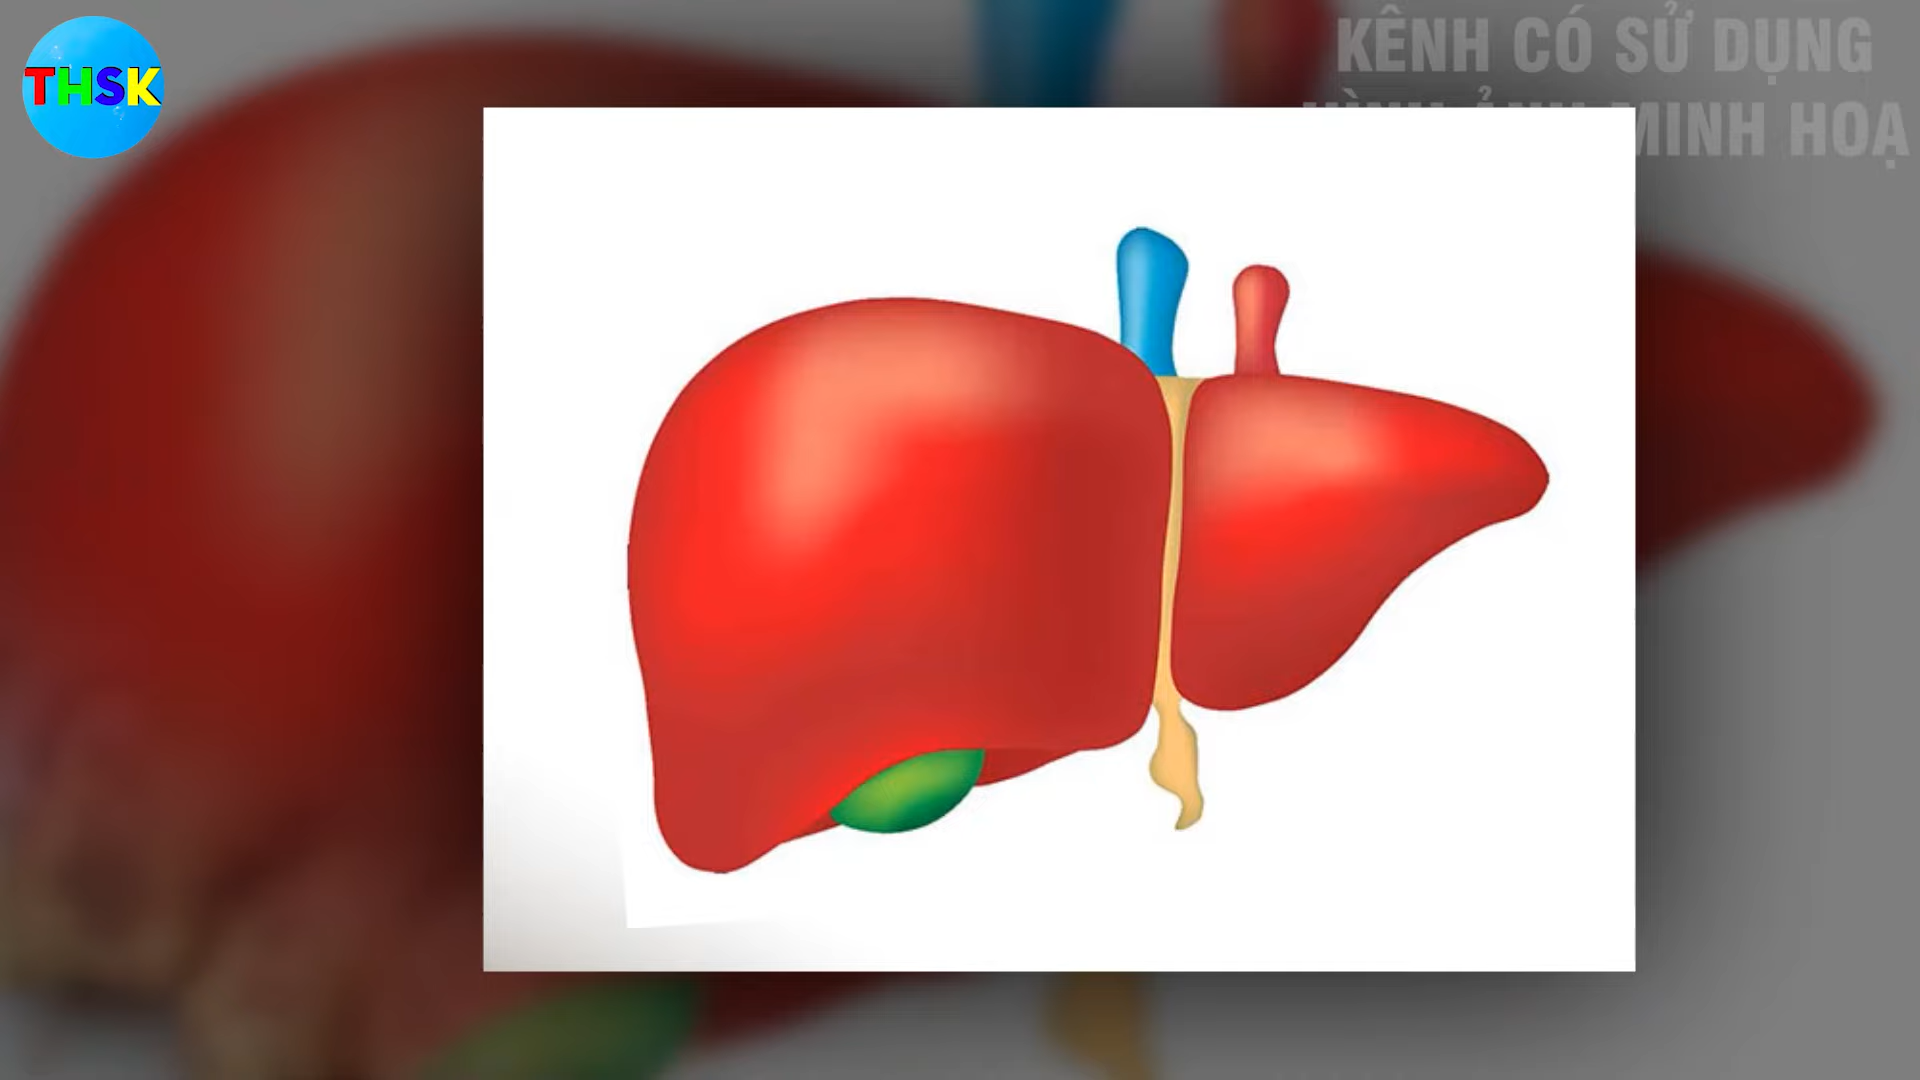 THSK
KÊNH CÓ SỬ DỤNG
MINH HOẠ